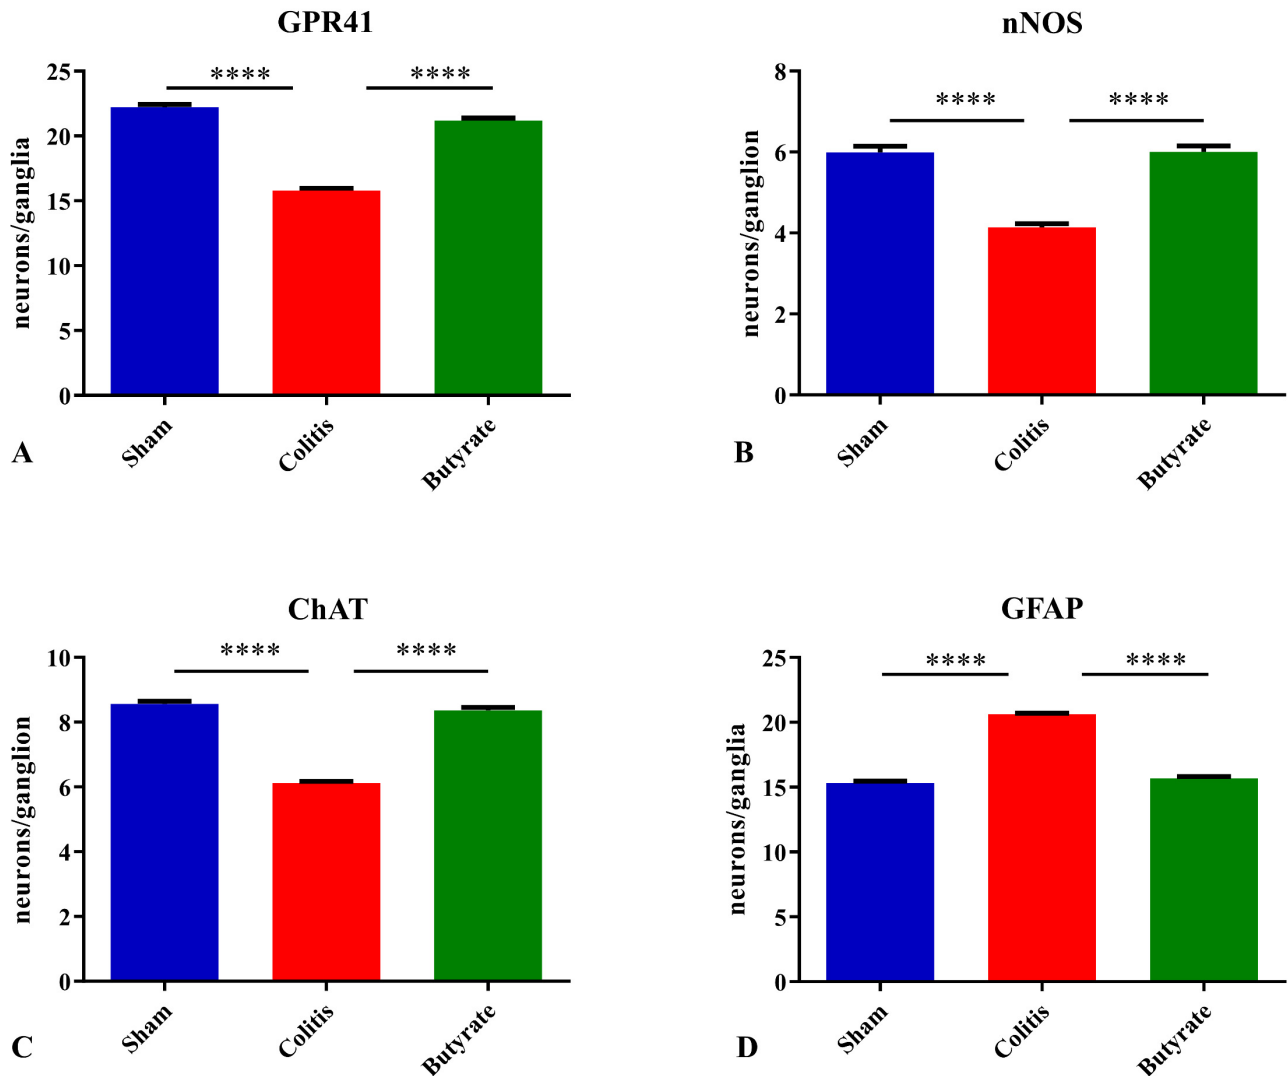 GPR41
neurons/ganglia
25
20
15
10
5
0
**** ****
Sham
Colitis
Butyrate
A
nNOS
neurons/ganglion
8
6
4
2
0
**** ****
Sham
Colitis
Butyrate
B
ChAT
neurons/ganglion
10
8
6
4
2
0
**** ****
Sham
Colitis
Butyrate
C
GFAP
neurons/ganglia
25
20
15
10
5
0
**** ****
Sham
Colitis
Butyrate
D